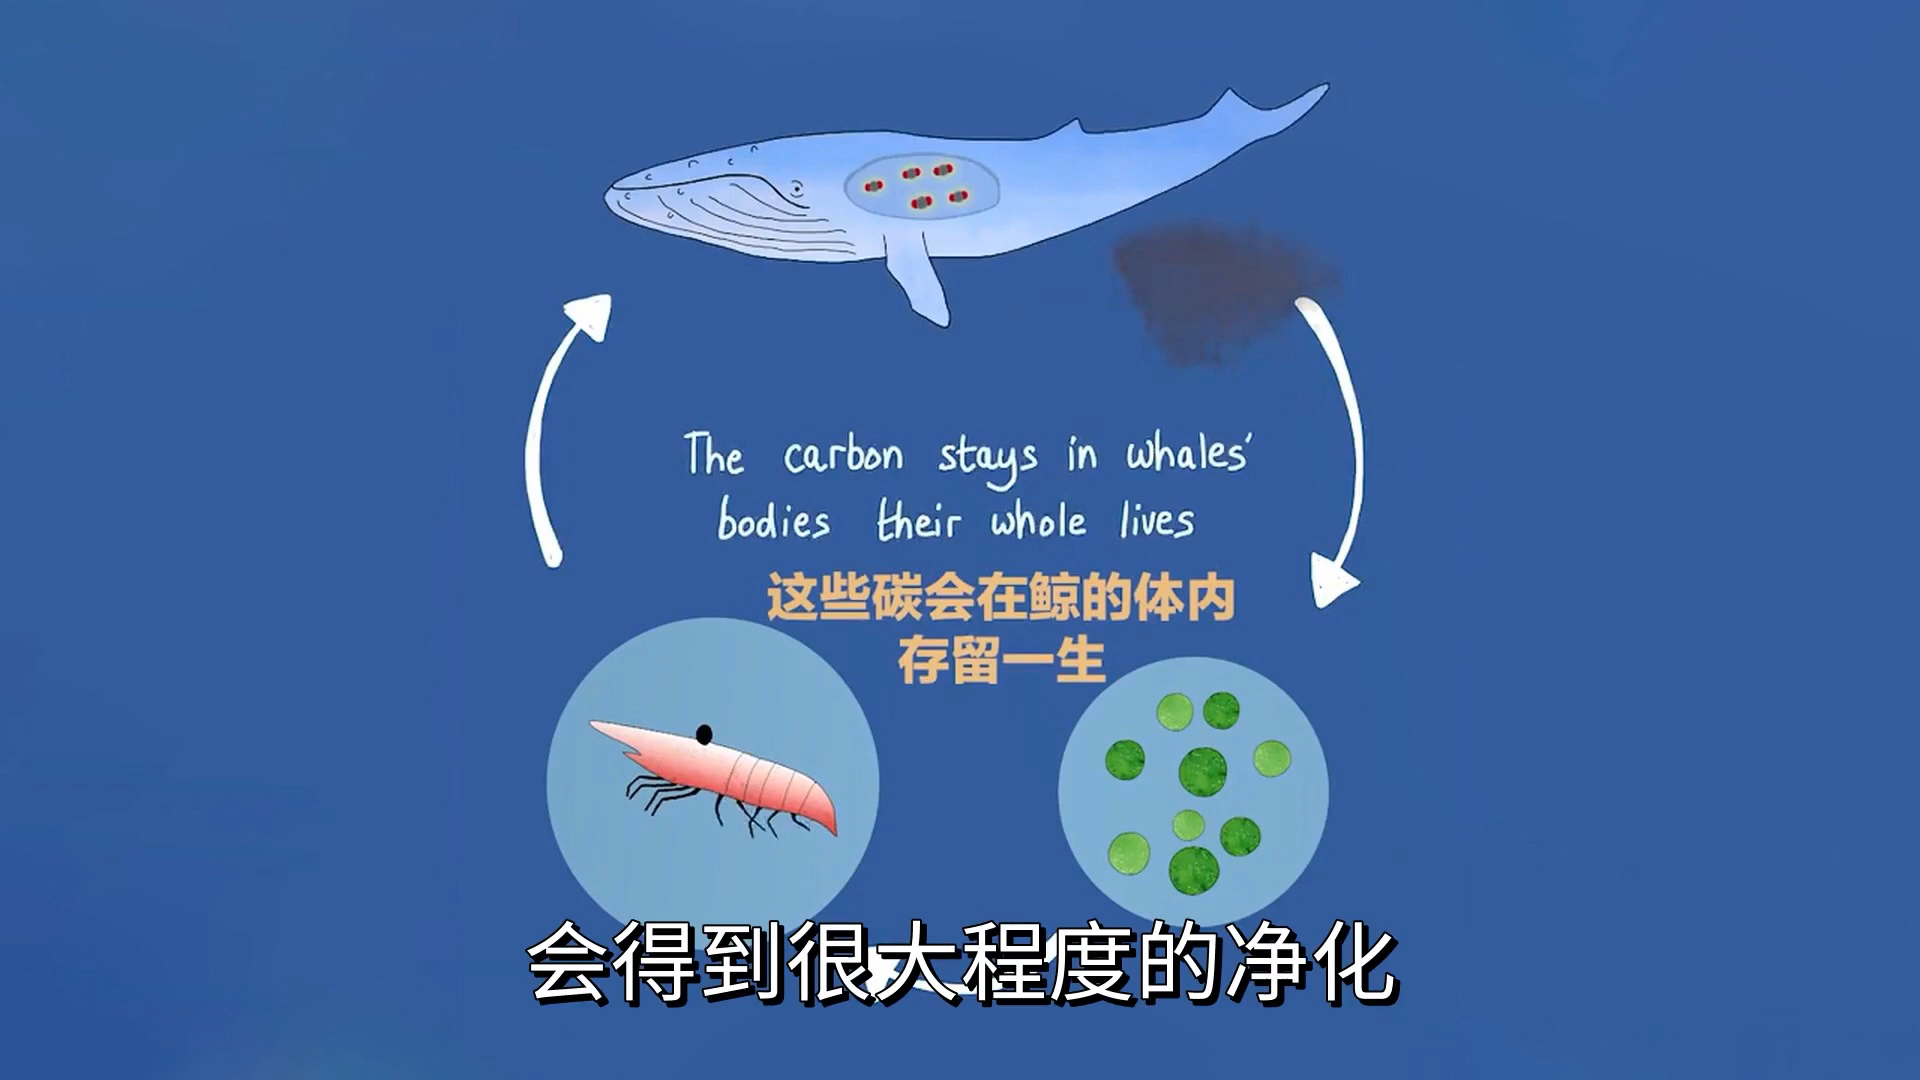 The carbon stays in whales'
bodies their whole lives
这些碳会在鲸的体内
存留一生
会得到很大程度的净化